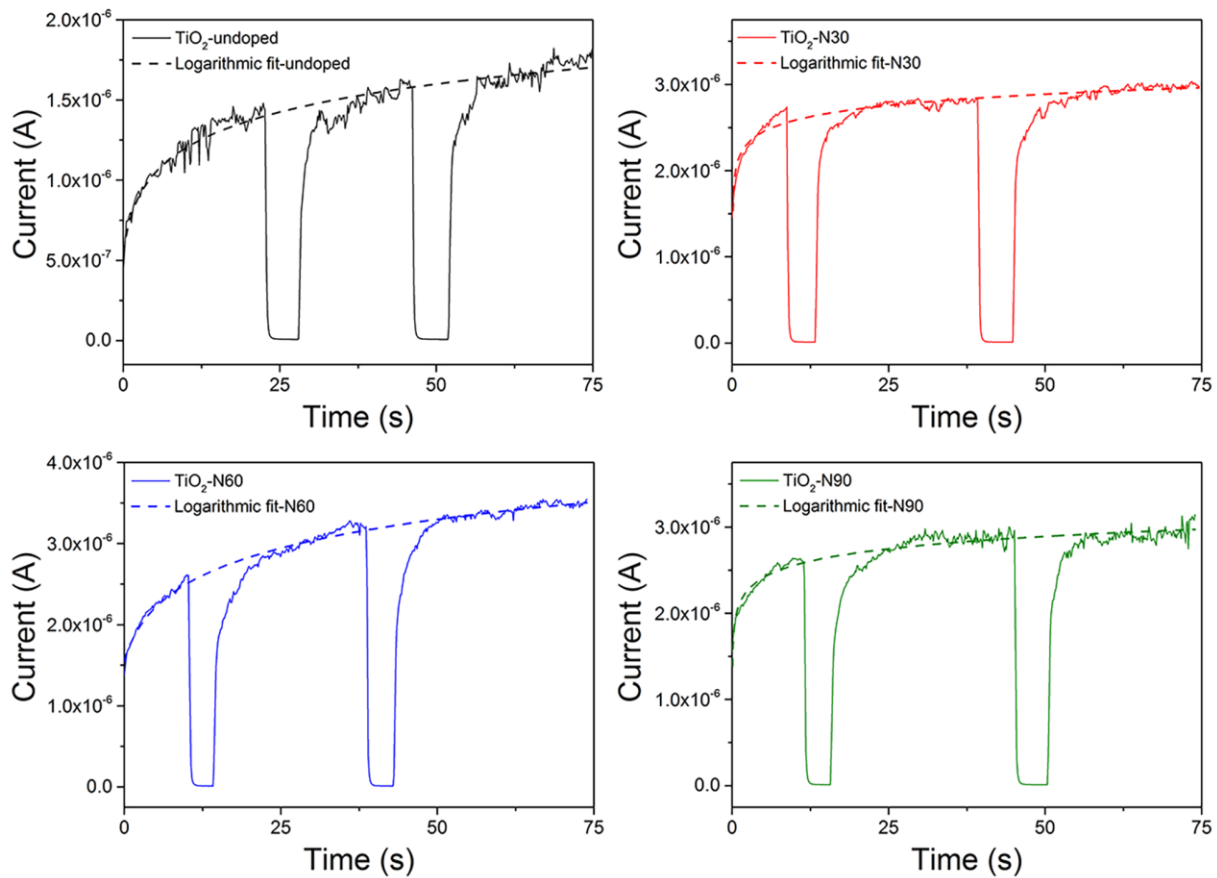 TiO₂-undoped
Logarithmic fit-undoped
2.0x10⁻⁶
1.5x10⁻⁶
1.0x10⁻⁶
5.0x10⁻⁷
0.0
Current (A)
0 25 50 75
Time (s)
TiO₂-N30
Logarithmic fit-N30
3.0x10⁻⁶
2.0x10⁻⁶
1.0x10⁻⁶
0.0
Current (A)
0 25 50 75
Time (s)
TiO₂-N60
Logarithmic fit-N60
4.0x10⁻⁶
3.0x10⁻⁶
2.0x10⁻⁶
1.0x10⁻⁶
0.0
Current (A)
0 25 50 75
Time (s)
TiO₂-N90
Logarithmic fit-N90
3.0x10⁻⁶
2.0x10⁻⁶
1.0x10⁻⁶
0.0
Current (A)
0 25 50 75
Time (s)